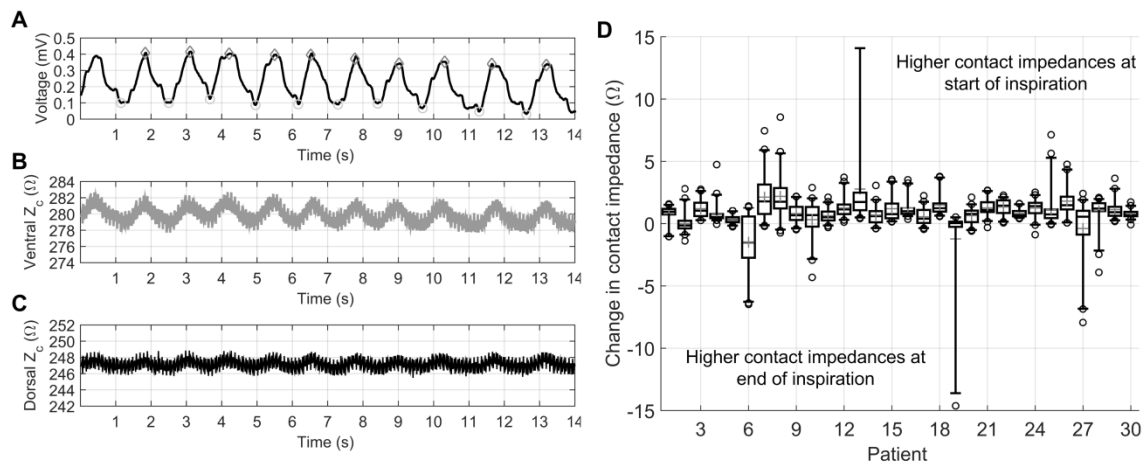 A
Voltage (mV)
0.5
0.4
0.3
0.2
0.1
0
1 2 3 4 5 6 7 8 9 10 11 12 13 14
Time (s)
B
Ventral Zc (Ω)
284
282
280
278
276
274
1 2 3 4 5 6 7 8 9 10 11 12 13 14
Time (s)
C
Dorsal Zc (Ω)
252
250
248
246
244
242
1 2 3 4 5 6 7 8 9 10 11 12 13 14
Time (s)
D
Change in contact impedance (Ω)
15
10
5
0
-5
-10
-15
Higher contact impedances at
start of inspiration
Higher contact impedances at
end of inspiration
3 6 9 12 15 18 21 24 27 30
Patient